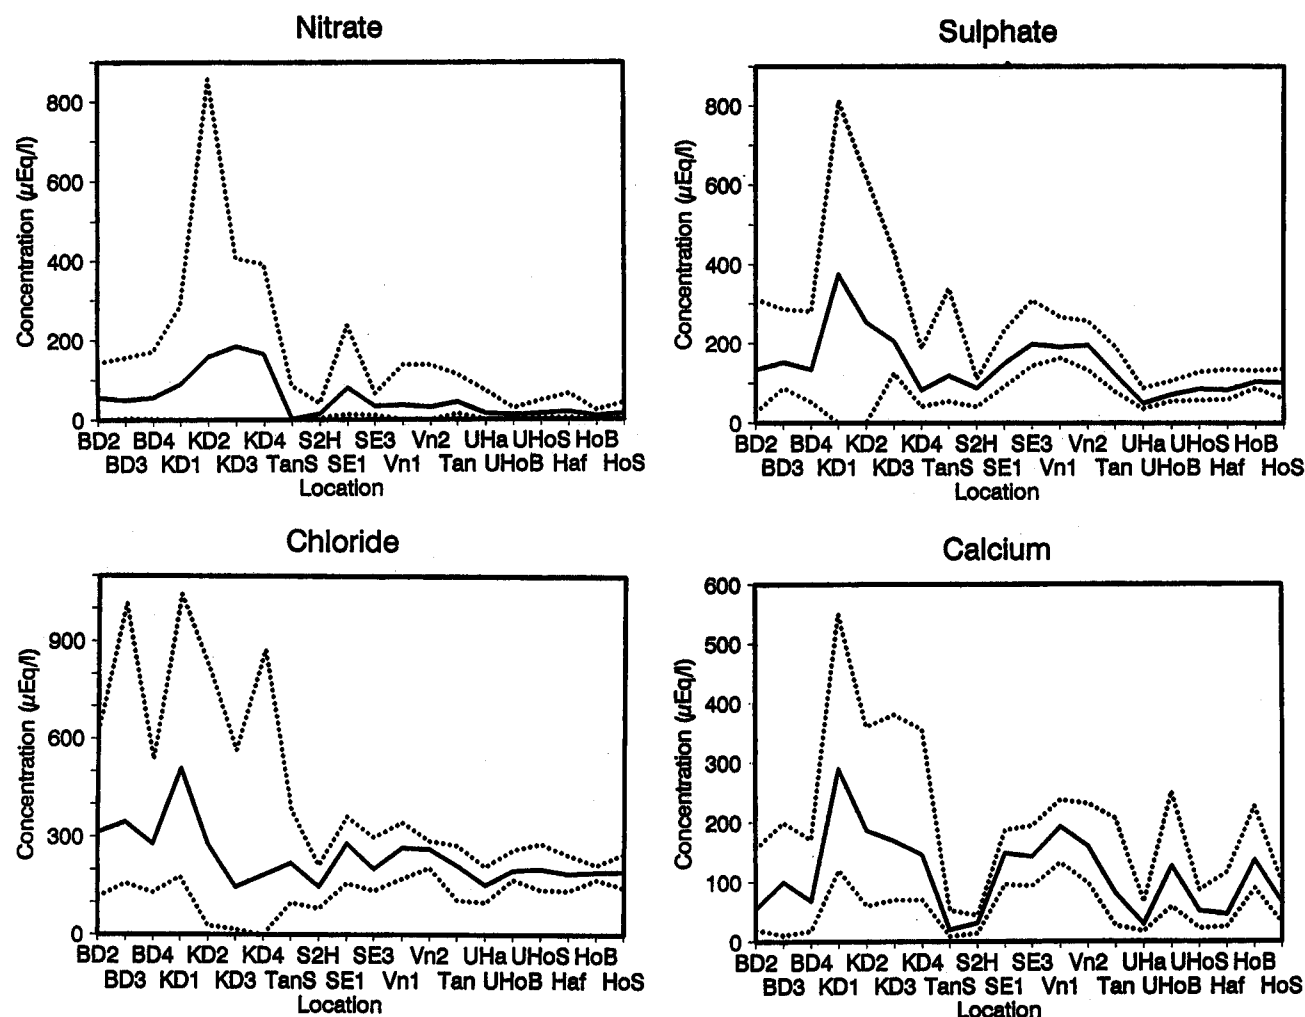 Nitrate
Concentration (µEq/l)
800
600
400
200
0
BD2 BD4 KD2 KD4 S2H SE3 Vn2 UHa UHoS HoB
BD3 KD1 KD3 TanS SE1 Vn1 Tan UHoB Haf HoS
Location
Sulphate
Concentration (µEq/l)
800
600
400
200
0
BD2 BD4 KD2 KD4 S2H SE3 Vn2 UHa UHoS HoB
BD3 KD1 KD3 TanS SE1 Vn1 Tan UHoB Haf HoS
Location
Chloride
Concentration (µEq/l)
900
600
300
0
BD2 BD4 KD2 KD4 S2H SE3 Vn2 UHa UHoS HoB
BD3 KD1 KD3 TanS SE1 Vn1 Tan UHoB Haf HoS
Location
Calcium
Concentration (µEq/l)
600
500
400
300
200
100
0
BD2 BD4 KD2 KD4 S2H SE3 Vn2 UHa UHoS HoB
BD3 KD1 KD3 TanS SE1 Vn1 Tan UHoB Haf HoS
Location